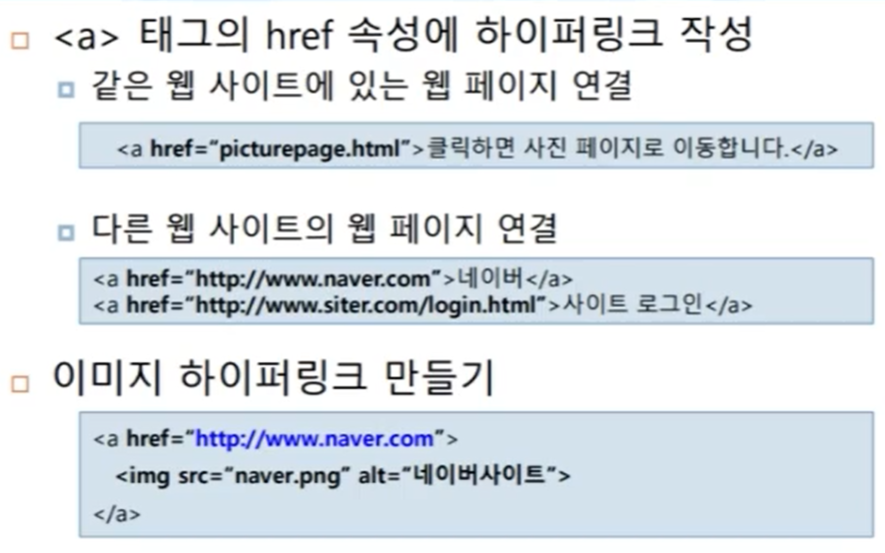 <a> 태그의 href 속성에 하이퍼링크 작성
같은 웹 사이트에 있는 웹 페이지 연결
<a href="picturepage.html">클릭하면 사진 페이지로 이동합니다.</a>
다른 웹 사이트의 웹 페이지 연결
<a href="http://www.naver.com">네이버</a>
<a href="http://www.siter.com/login.html">사이트 로그인</a>
이미지 하이퍼링크 만들기
<a href="http://www.naver.com">
<img src="naver.png" alt="네이버사이트">
</a>